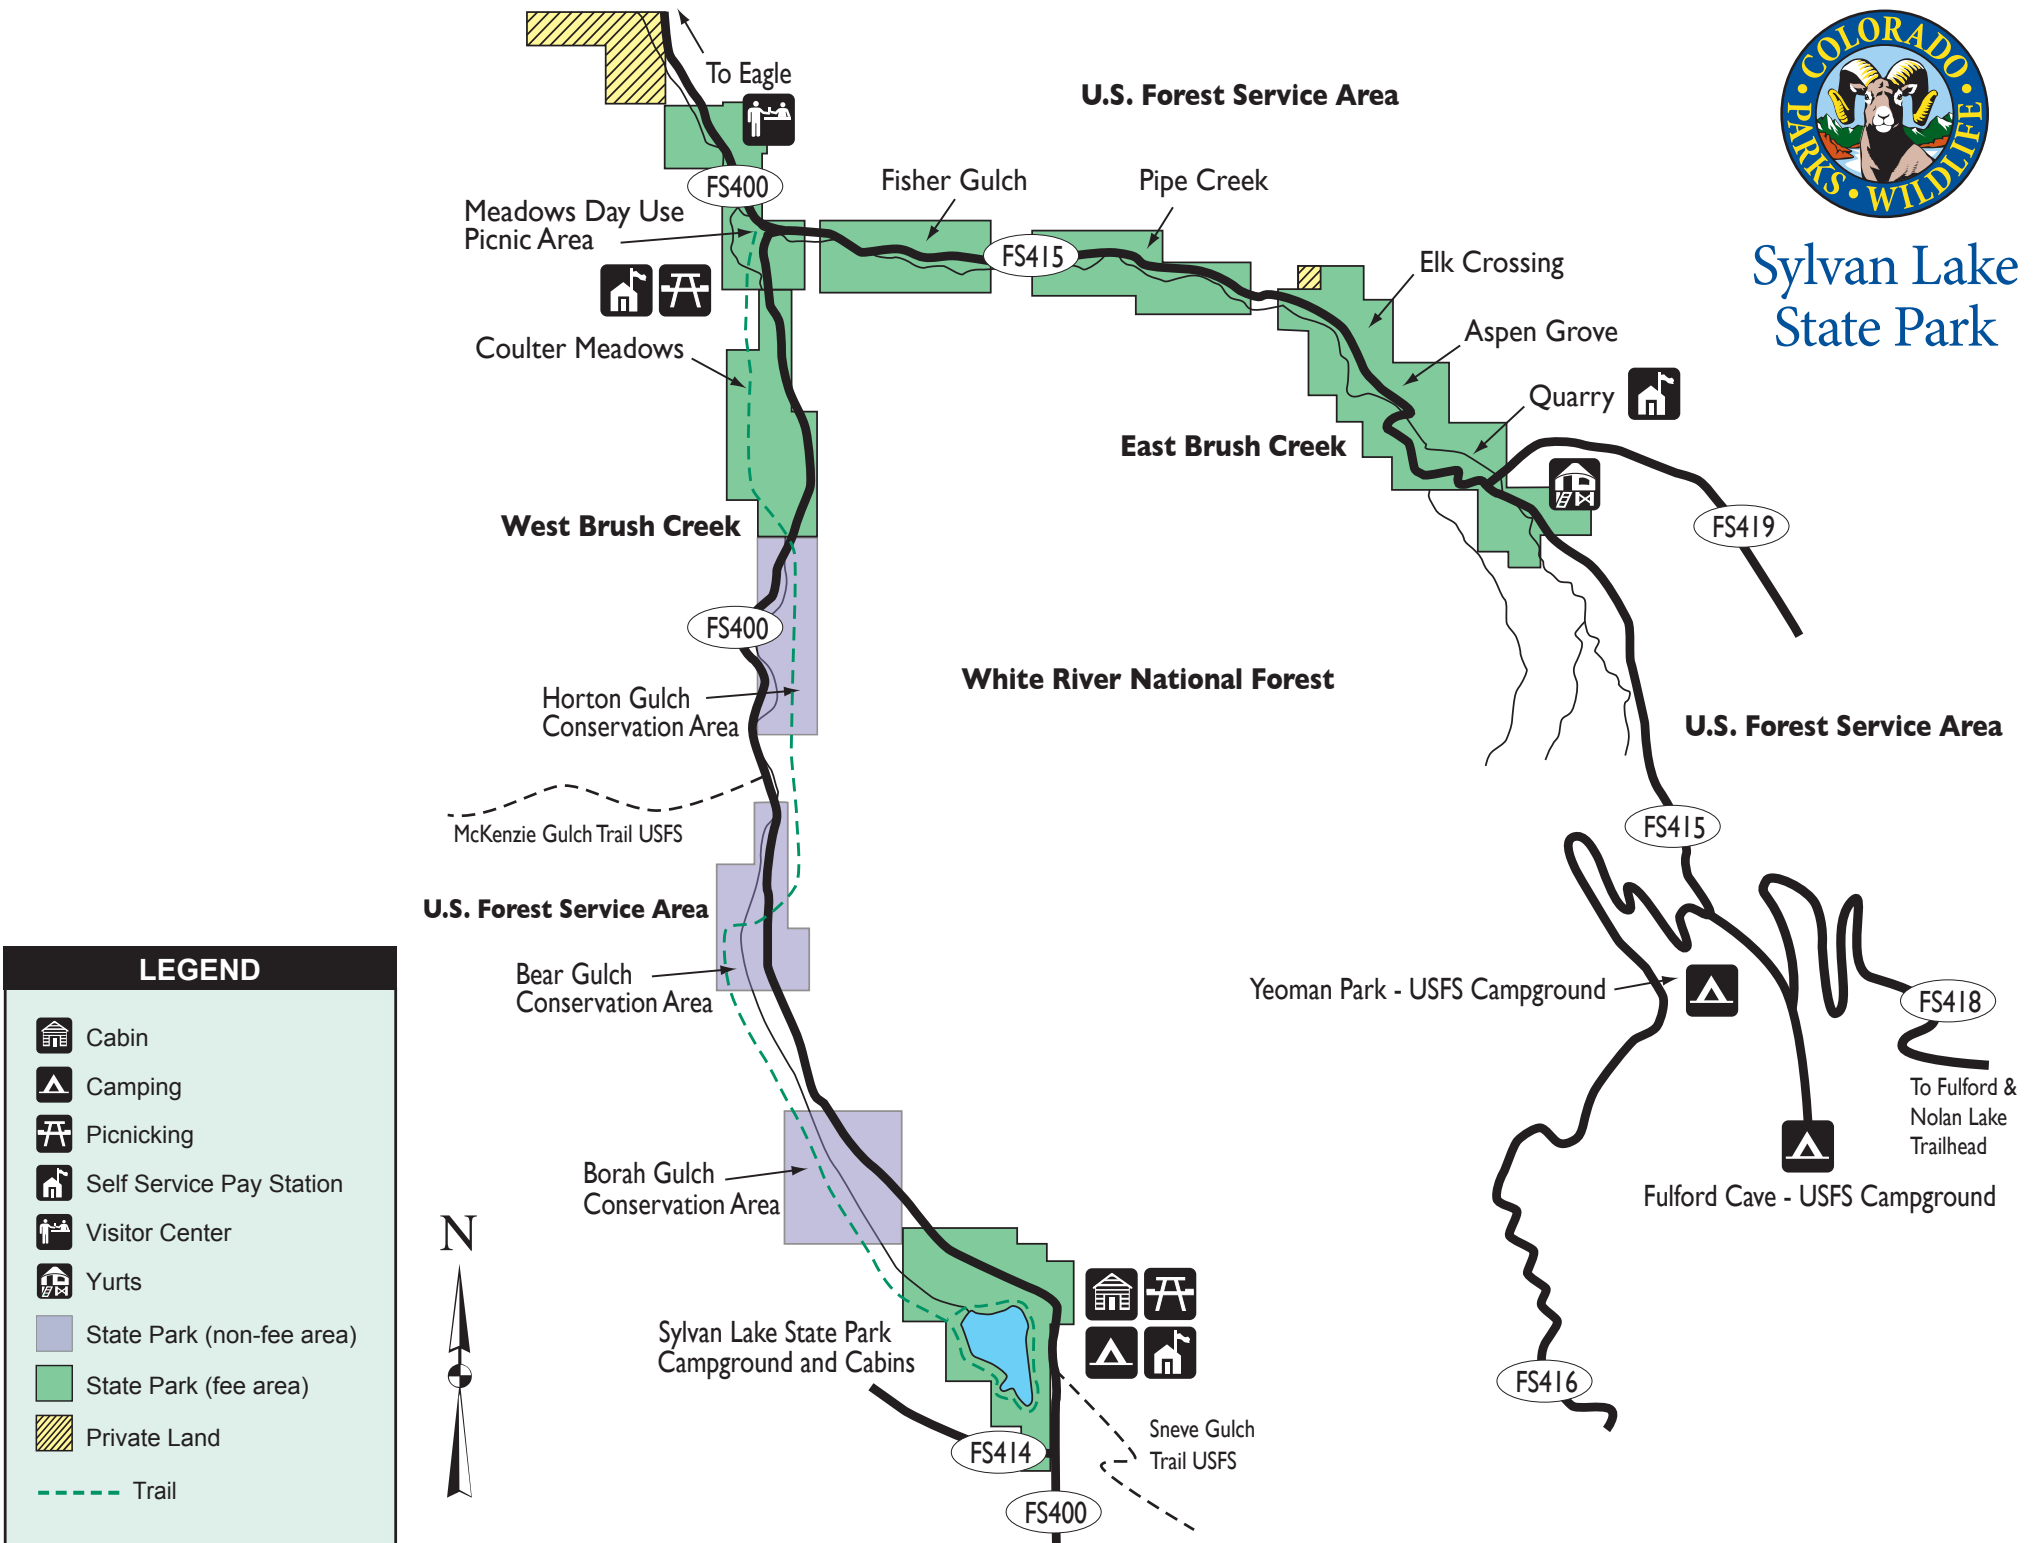 To Eagle
U.S. Forest Service Area
COLORADO
PARKS • WILDLIFE
Sylvan Lake
State Park
FS400
Fisher Gulch
Pipe Creek
Meadows Day Use
Picnic Area
FS415
Elk Crossing
Aspen Grove
Coulter Meadows
Quarry
East Brush Creek
West Brush Creek
FS419
FS400
White River National Forest
Horton Gulch
Conservation Area
U.S. Forest Service Area
McKenzie Gulch Trail USFS
FS415
U.S. Forest Service Area
Bear Gulch
Conservation Area
Yeoman Park - USFS Campground
FS418
To Fulford &
Nolan Lake
Trailhead
Borah Gulch
Conservation Area
Fulford Cave - USFS Campground
Sylvan Lake State Park
Campground and Cabins
FS416
Sneve Gulch
Trail USFS
FS414
FS400
N
LEGEND
Cabin
Camping
Picnicking
Self Service Pay Station
Visitor Center
Yurts
State Park (non-fee area)
State Park (fee area)
Private Land
Trail